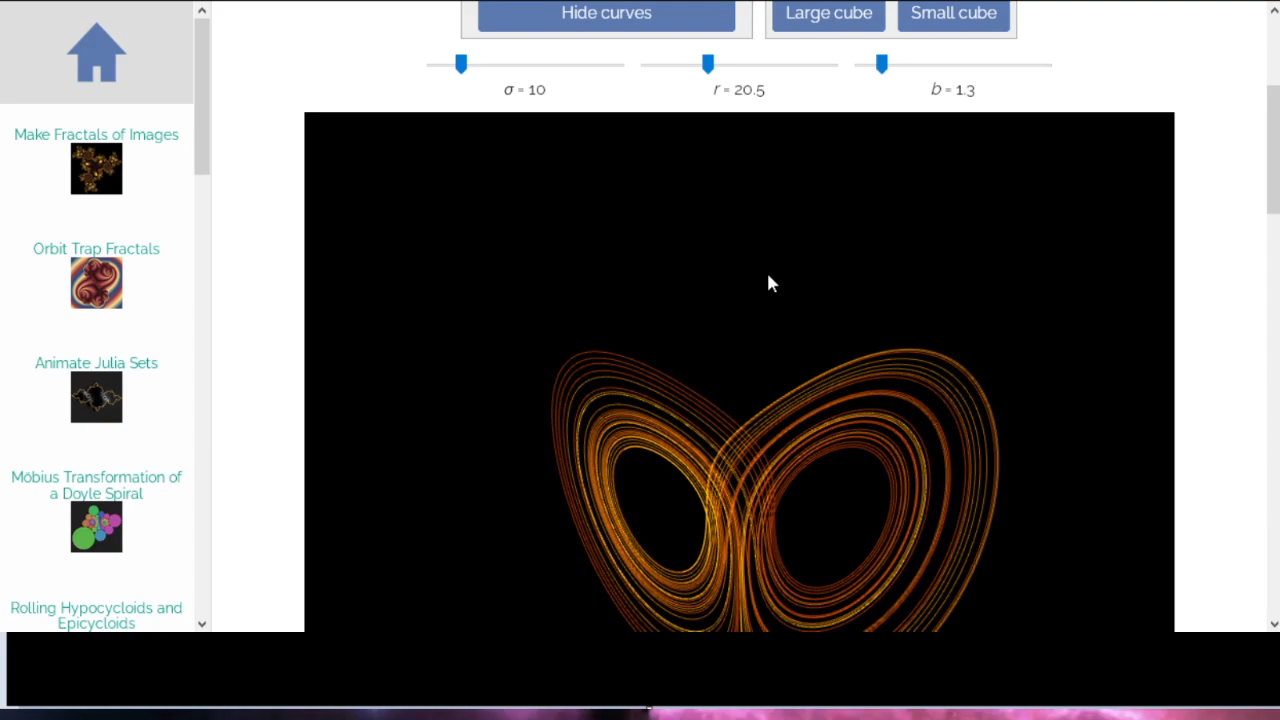 Hide curves
Large cube
Small cube
σ = 10
r = 20.5
b = 1.3
Make Fractals of Images
Orbit Trap Fractals
Animate Julia Sets
Möbius Transformation of
a Doyle Spiral
Rolling Hypocycloids and
Epicycloids